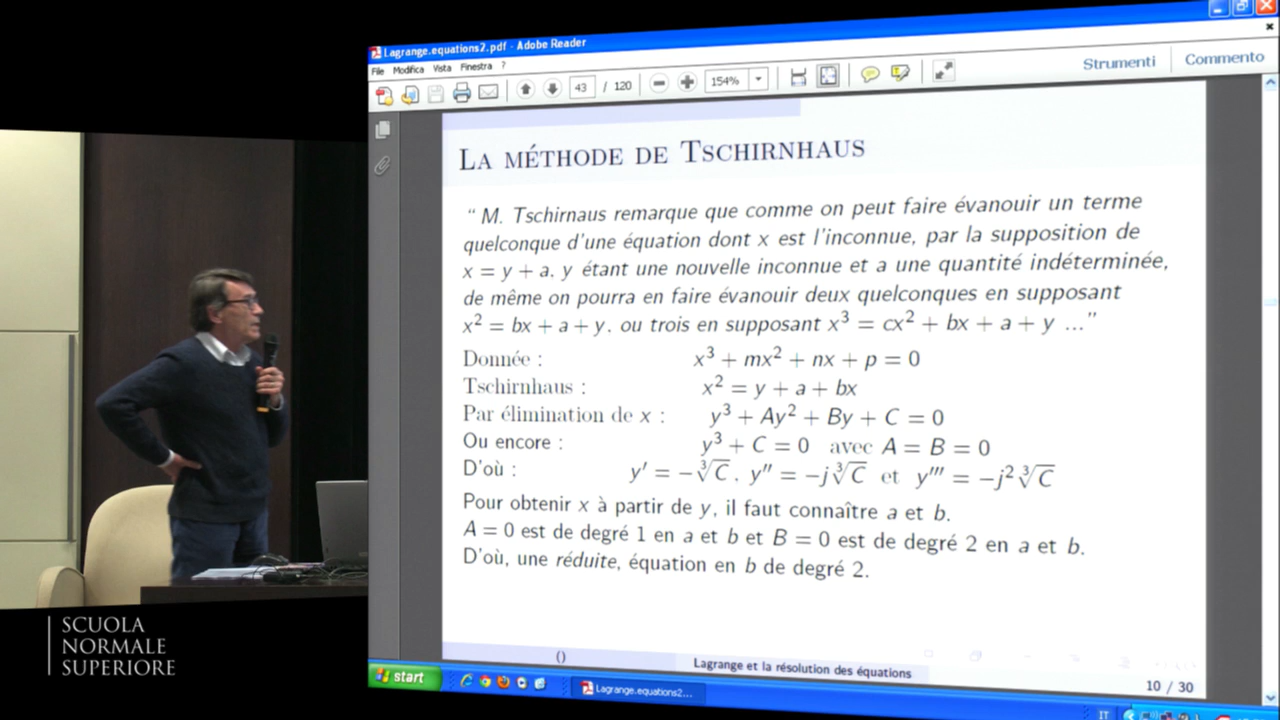 Lagrange.equations2.pdf - Adobe Reader
File Modifica Vista Finestra ?
43 / 120 154% Strumenti Commento
LA MÉTHODE DE TSCHIRNHAUS
“ M. Tschirnaus remarque que comme on peut faire évanouir un terme
quelconque d'une équation dont x est l'inconnue, par la supposition de
x = y + a. y étant une nouvelle inconnue et a une quantité indéterminée,
de même on pourra en faire évanouir deux quelconques en supposant
x² = bx + a + y. ou trois en supposant x³ = cx² + bx + a + y ...”
Donnée : x³ + mx² + nx + p = 0
Tschirnhaus : x² = y + a + bx
Par élimination de x : y³ + Ay² + By + C = 0
Ou encore : y³ + C = 0 avec A = B = 0
D'où : y′ = −∛C. y″ = −j∛C et y‴ = −j²∛C
Pour obtenir x à partir de y, il faut connaître a et b.
A = 0 est de degré 1 en a et b et B = 0 est de degré 2 en a et b.
D'où, une réduite, équation en b de degré 2.
()
Lagrange et la résolution des équations
10 / 30
start
Lagrange.equations2...
IT
SCUOLA
NORMALE
SUPERIORE